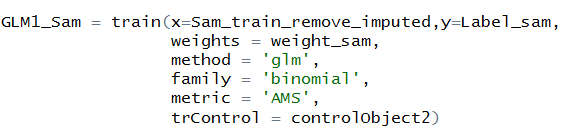 GLM1_Sam = train(x=Sam_train_remove_imputed,y=Label_sam,
weights = weight_sam,
method = 'glm',
family = 'binomial',
metric = 'AMS',
trControl = controlObject2)